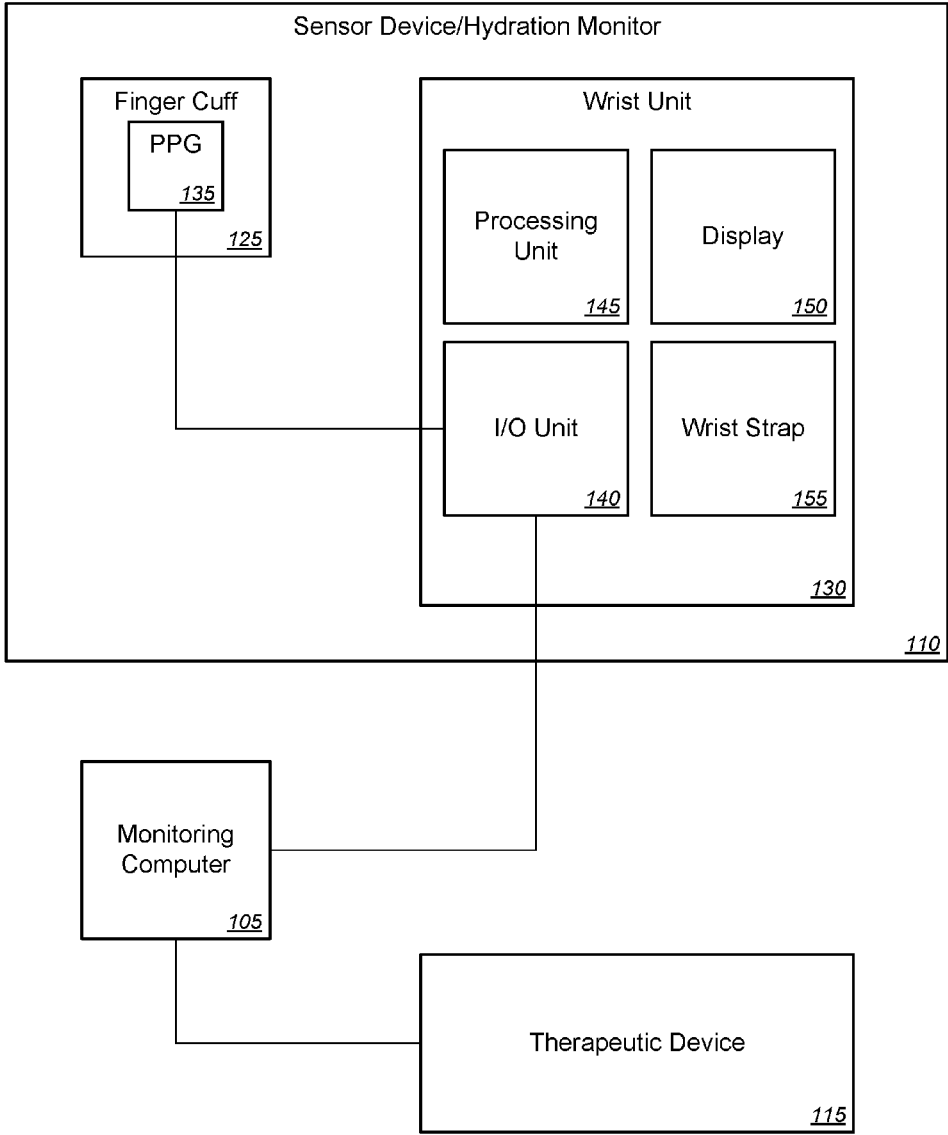 Sensor Device/Hydration Monitor
Finger Cuff
PPG
135
125
Wrist Unit
Processing
Unit
145
Display
150
I/O Unit
140
Wrist Strap
155
130
110
Monitoring
Computer
105
Therapeutic Device
115